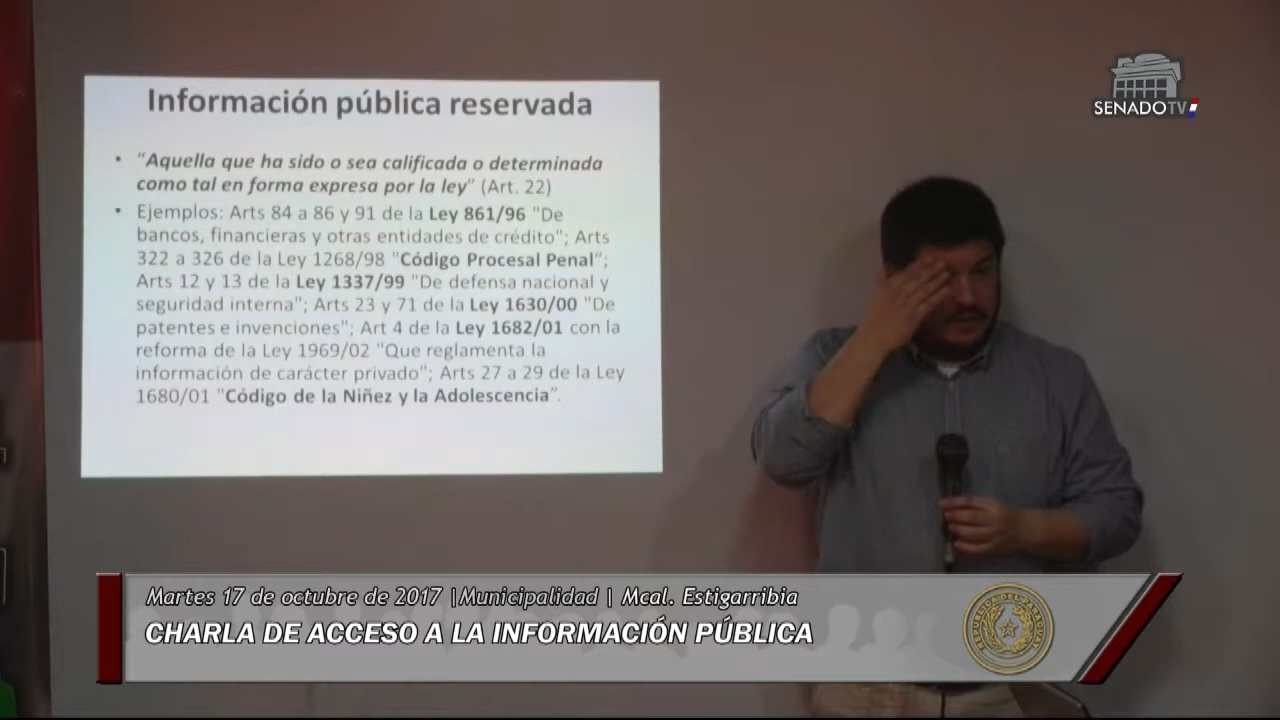 Información pública reservada
• "Aquella que ha sido o sea calificada o determinada
como tal en forma expresa por la ley" (Art. 22)
• Ejemplos: Arts 84 a 86 y 91 de la Ley 861/96 "De
bancos, financieras y otras entidades de crédito"; Arts
322 a 326 de la Ley 1268/98 "Código Procesal Penal";
Arts 12 y 13 de la Ley 1337/99 "De defensa nacional y
seguridad interna"; Arts 23 y 71 de la Ley 1630/00 "De
patentes e invenciones"; Art 4 de la Ley 1682/01 con la
reforma de la Ley 1969/02 "Que reglamenta la
información de carácter privado"; Arts 27 a 29 de la Ley
1680/01 "Código de la Niñez y la Adolescencia".
SENADOTV
Martes 17 de octubre de 2017 |Municipalidad | Mcal. Estigarribia
CHARLA DE ACCESO A LA INFORMACIÓN PÚBLICA
REPUBLICA DEL PARAGUAY